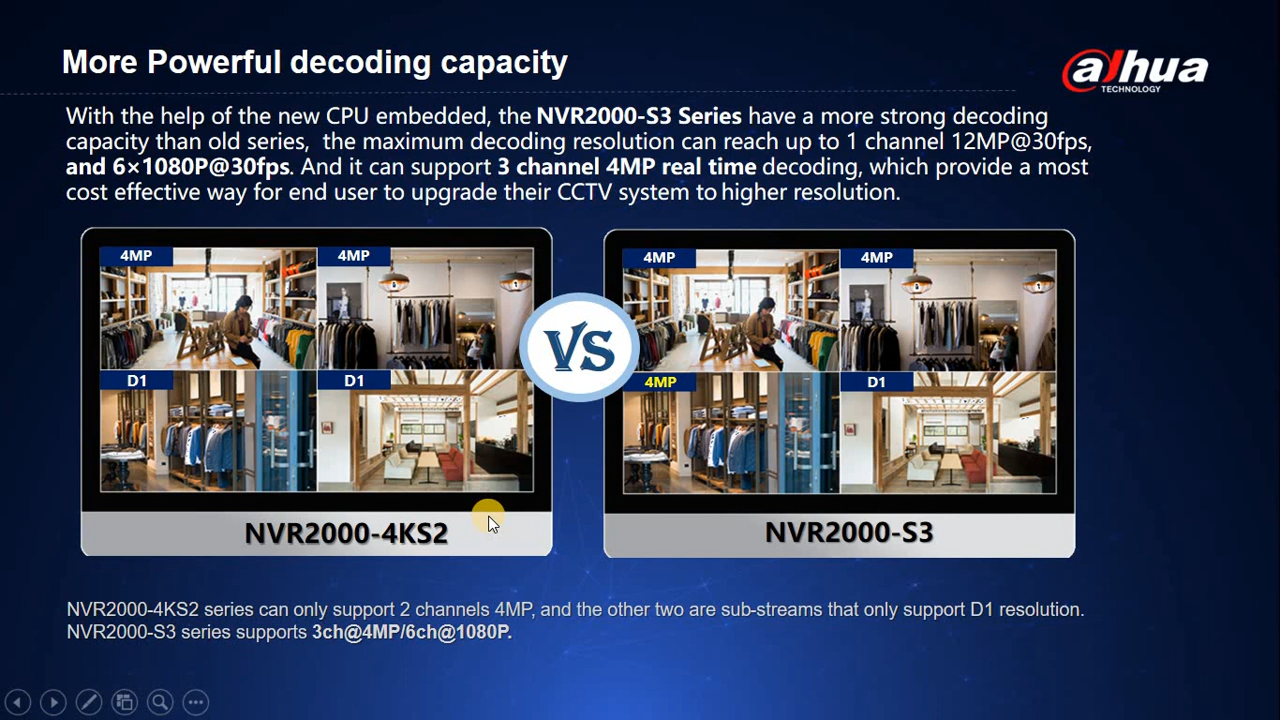 More Powerful decoding capacity
alhua
TECHNOLOGY
With the help of the new CPU embedded, the NVR2000-S3 Series have a more strong decoding
capacity than old series, the maximum decoding resolution can reach up to 1 channel 12MP@30fps,
and 6×1080P@30fps. And it can support 3 channel 4MP real time decoding, which provide a most
cost effective way for end user to upgrade their CCTV system to higher resolution.
4MP
4MP
4MP
4MP
VS
D1
D1
4MP
D1
NVR2000-4KS2
NVR2000-S3
NVR2000-4KS2 series can only support 2 channels 4MP, and the other two are sub-streams that only support D1 resolution.
NVR2000-S3 series supports 3ch@4MP/6ch@1080P.